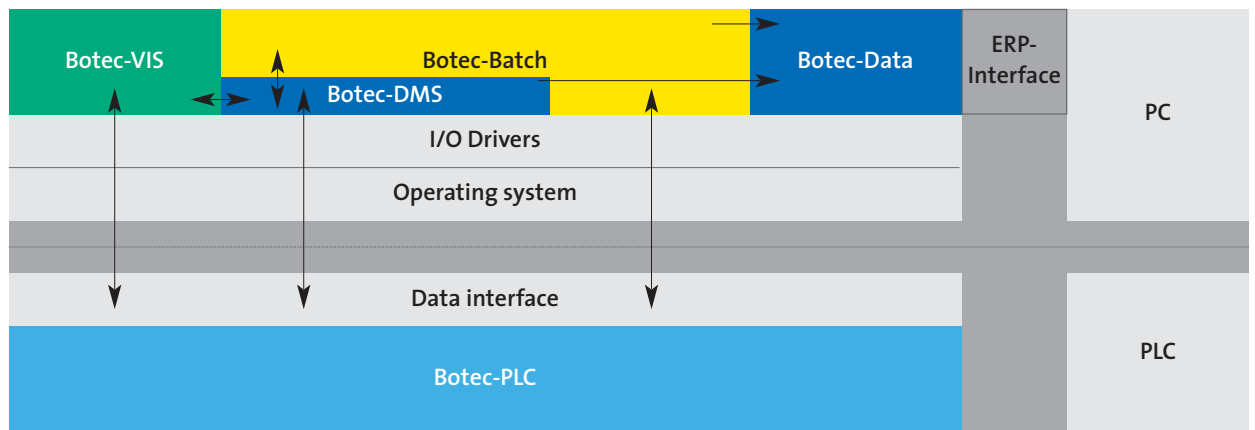 Botec-VIS
Botec-Batch
Botec-DMS
Botec-Data
ERP-
Interface
PC
I/O Drivers
Operating system
Data interface
Botec-PLC
PLC